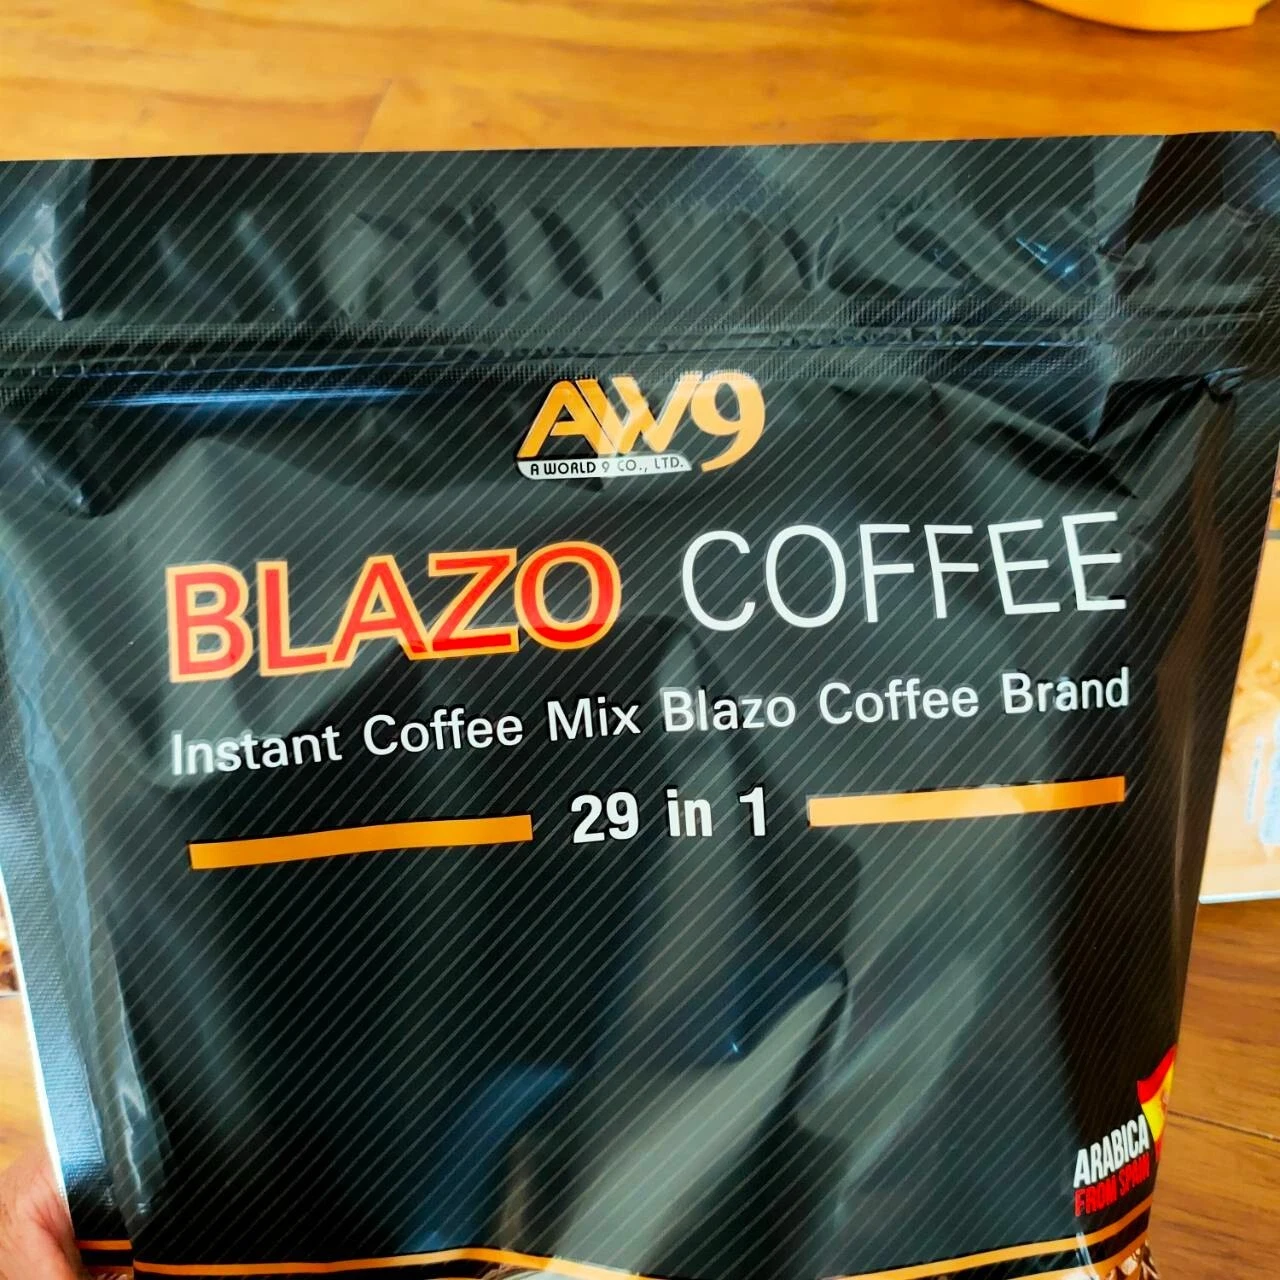 AW9
A WORLD 9 CO., LTD.
BLAZO COFFEE
Instant Coffee Mix Blazo Coffee Brand
29 in 1
ARABICA
FROM SPAIN